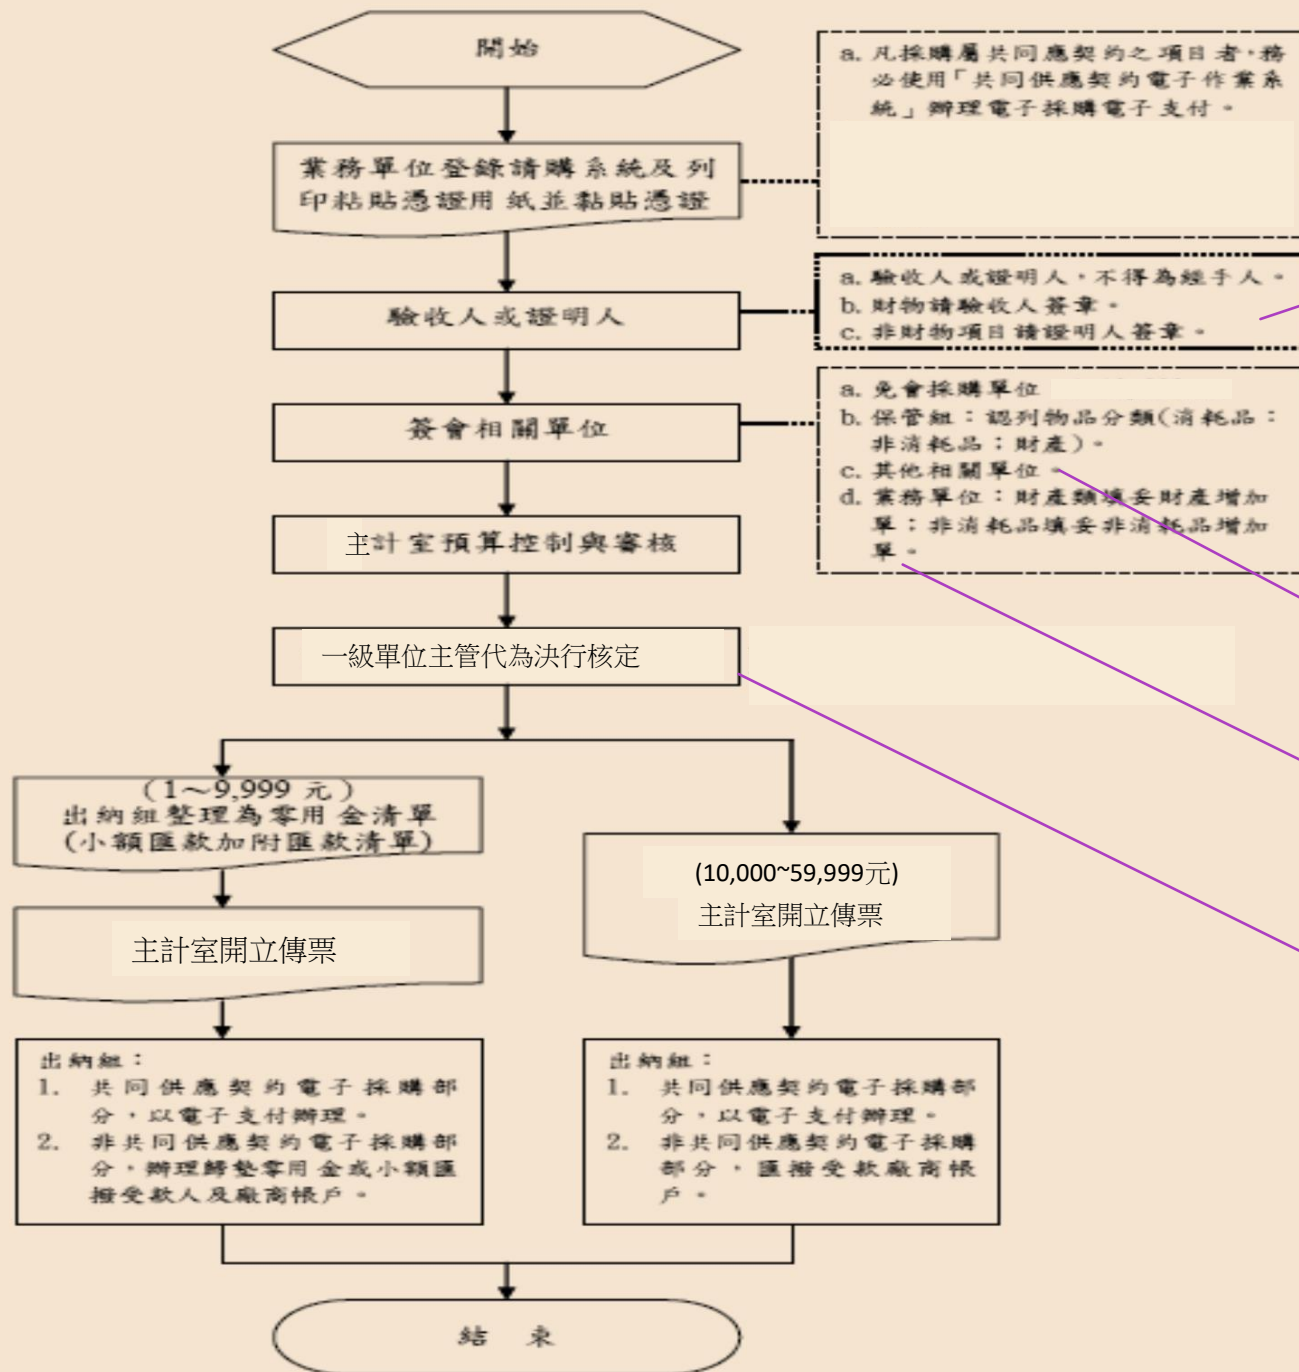 開始
a. 凡採購屬共同應契約之項目者，務
必使用「共同供應契約電子作業系
統」辦理電子採購電子支付。
業務單位登錄請購系統及列
印粘貼憑證用紙並黏貼憑證
驗收人或證明人
a. 驗收人或證明人，不得為經手人。
b. 財物請驗收人簽章。
c. 非財物項目請證明人簽章。
簽會相關單位
a. 免會採購單位
b. 保管組：認列物品分類(消耗品；
非消耗品；財產)。
c. 其他相關單位。
d. 業務單位：財產類填妥財產增加
單；非消耗品填妥非消耗品增加
單。
主計室預算控制與審核
一級單位主管代為決行核定
(1～9,999 元)
出納組整理為零用金清單
(小額匯款加附匯款清單)
(10,000~59,999元)
主計室開立傳票
主計室開立傳票
出納組：
1. 共同供應契約電子採購部
分，以電子支付辦理。
2. 非共同供應契約電子採購部
分，辦理歸墊零用金或小額匯
撥受款人及廠商帳戶。
出納組：
1. 共同供應契約電子採購部
分，以電子支付辦理。
2. 非共同供應契約電子採購
部分，匯撥受款廠商帳
戶。
結 束